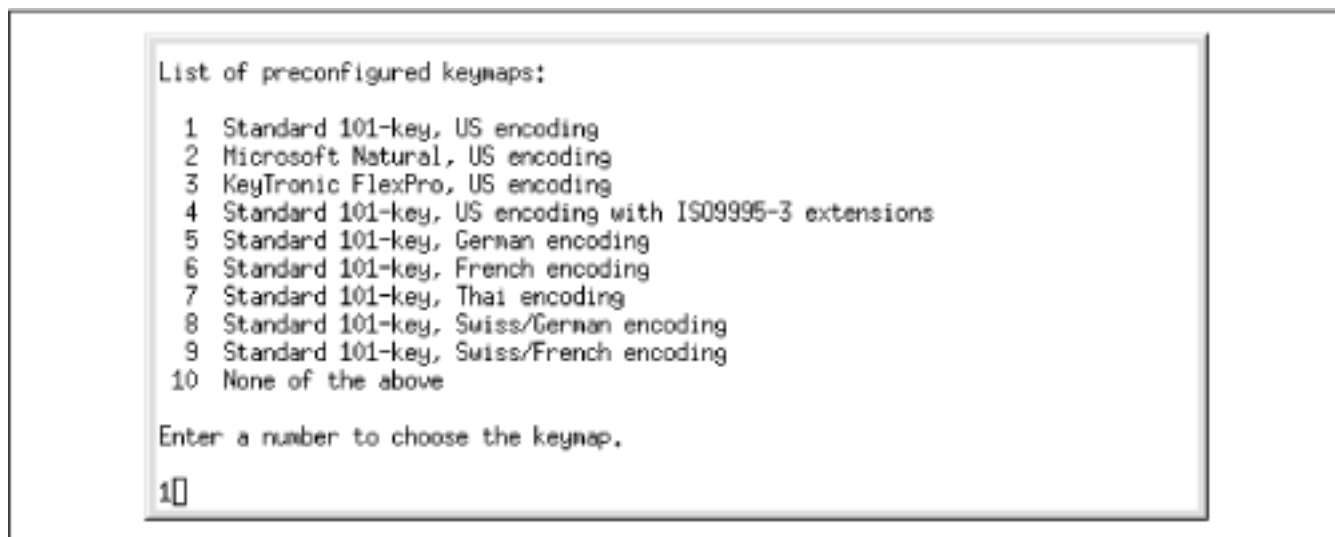 List of preconfigured keymaps:
1 Standard 101-key, US encoding
2 Microsoft Natural, US encoding
3 KeyTronic FlexPro, US encoding
4 Standard 101-key, US encoding with ISO9995-3 extensions
5 Standard 101-key, German encoding
6 Standard 101-key, French encoding
7 Standard 101-key, Thai encoding
8 Standard 101-key, Swiss/German encoding
9 Standard 101-key, Swiss/French encoding
10 None of the above
Enter a number to choose the keymap.
1